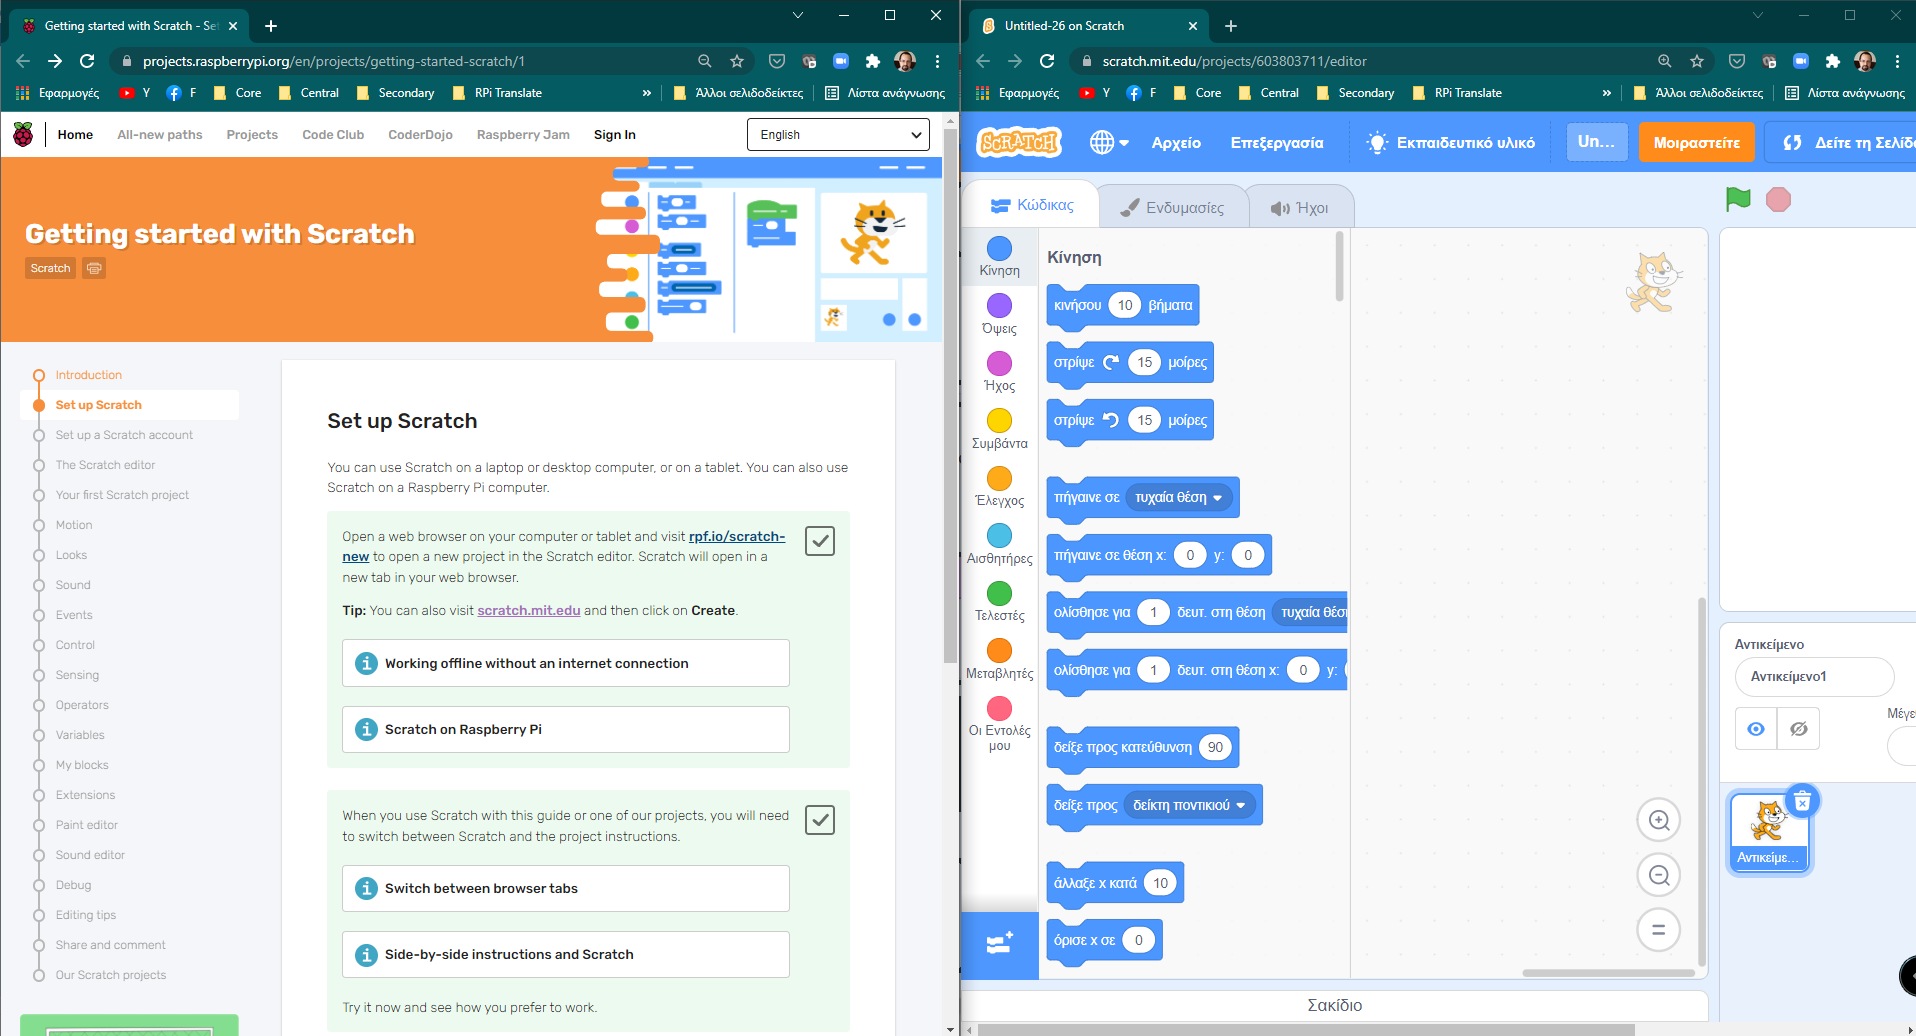 Getting started with Scratch - Set
projects.raspberrypi.org/en/projects/getting-started-scratch/1
Εφαρμογές
Y
F
Core
Central
Secondary
RPi Translate
»
Άλλοι σελιδοδείκτες
Λίστα ανάγνωσης
Home
All-new paths
Projects
Code Club
CoderDojo
Raspberry Jam
Sign In
English
Getting started with Scratch
Scratch
Introduction
Set up Scratch
Set up a Scratch account
The Scratch editor
Your first Scratch project
Motion
Looks
Sound
Events
Control
Sensing
Operators
Variables
My blocks
Extensions
Paint editor
Sound editor
Debug
Editing tips
Share and comment
Our Scratch projects
Set up Scratch
You can use Scratch on a laptop or desktop computer, or on a tablet. You can also use
Scratch on a Raspberry Pi computer.
Open a web browser on your computer or tablet and visit rpf.io/scratch-
new to open a new project in the Scratch editor. Scratch will open in a
new tab in your web browser.
Tip: You can also visit scratch.mit.edu and then click on Create.
Working offline without an internet connection
Scratch on Raspberry Pi
When you use Scratch with this guide or one of our projects, you will need
to switch between Scratch and the project instructions.
Switch between browser tabs
Side-by-side instructions and Scratch
Try it now and see how you prefer to work.
Untitled-26 on Scratch
scratch.mit.edu/projects/603803711/editor
Εφαρμογές
Y
F
Core
Central
Secondary
RPi Translate
»
Άλλοι σελιδοδείκτες
Λίστα ανάγνωσης
SCRATCH
Αρχείο
Επεξεργασία
Εκπαιδευτικό υλικό
Un...
Μοιραστείτε
Δείτε τη Σελίδ
Κώδικας
Ενδυμασίες
Ήχοι
Κίνηση
Όψεις
Ήχος
Συμβάντα
Έλεγχος
Αισθητήρες
Τελεστές
Μεταβλητές
Οι Εντολές
μου
Κίνηση
κινήσου 10 βήματα
στρίψε 15 μοίρες
στρίψε 15 μοίρες
πήγαινε σε τυχαία θέση
πήγαινε σε θέση x: 0 y: 0
ολίσθησε για 1 δευτ. στη θέση τυχαία θέση
ολίσθησε για 1 δευτ. στη θέση x: 0 y:
δείξε προς κατεύθυνση 90
δείξε προς δείκτη ποντικιού
άλλαξε x κατά 10
όρισε x σε 0
Αντικείμενο
Αντικείμενο1
Μέγε
Αντικείμε...
Σακίδιο